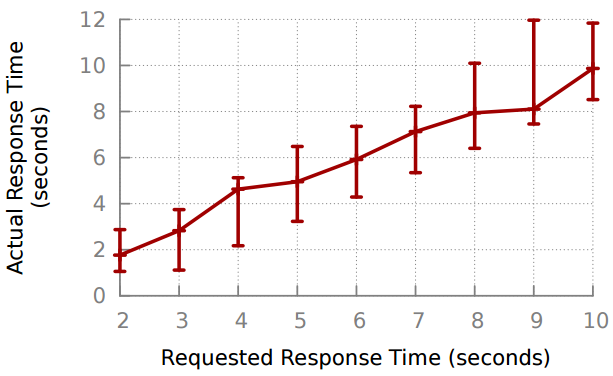 12
10
8
6
4
2
0
Actual Response Time
(seconds)
2 3 4 5 6 7 8 9 10
Requested Response Time (seconds)